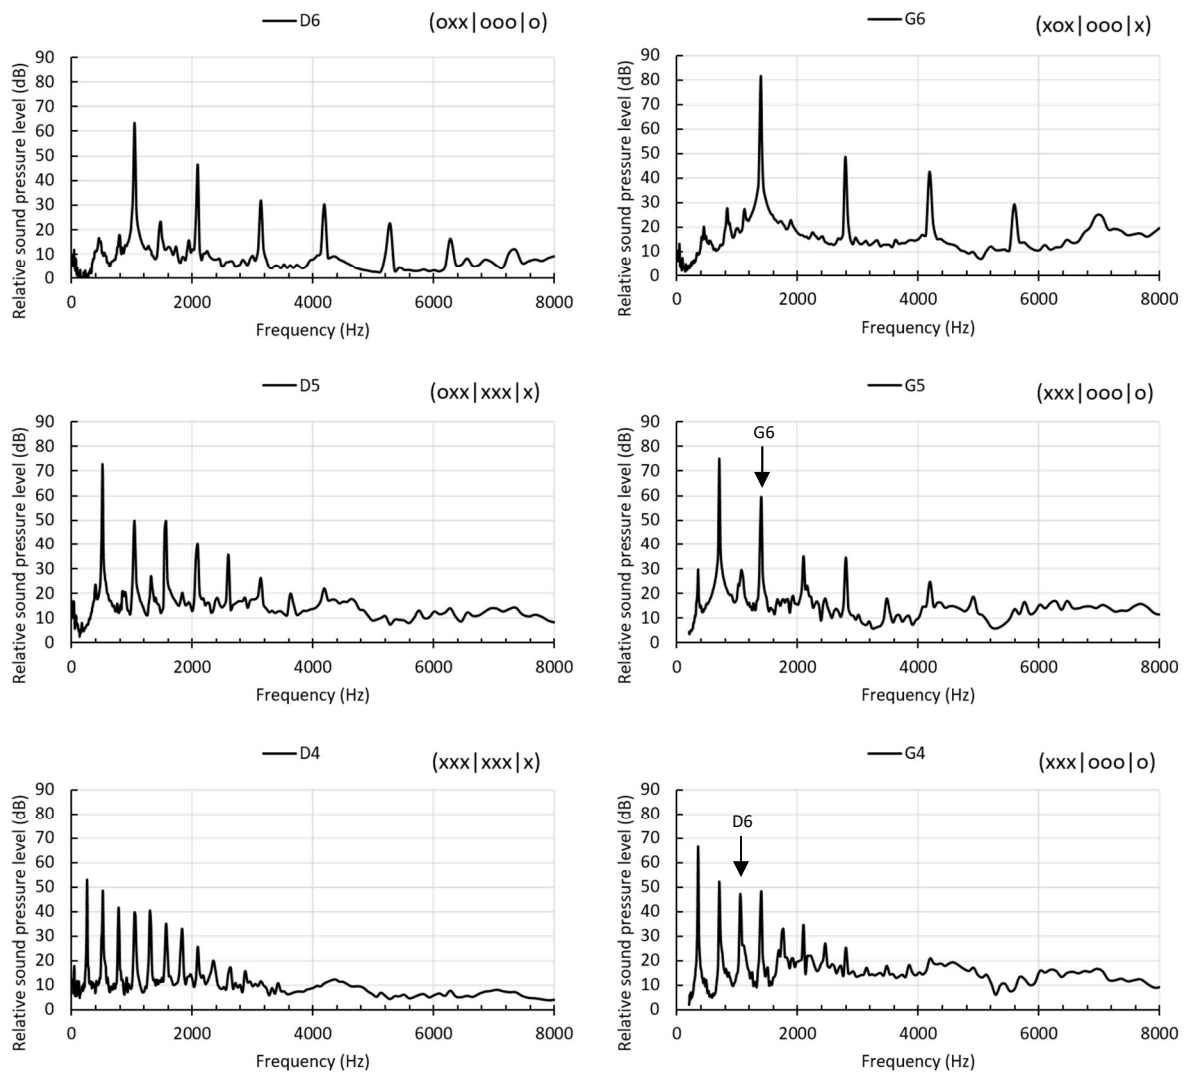 D6 (oxx|ooo|o)
Relative sound pressure level (dB)
90
80
70
60
50
40
30
20
10
0
0 2000 4000 6000 8000
Frequency (Hz)
G6 (xox|ooo|x)
Relative sound pressure level (dB)
90
80
70
60
50
40
30
20
10
0
0 2000 4000 6000 8000
Frequency (Hz)
D5 (oxx|xxx|x)
Relative sound pressure level (dB)
90
80
70
60
50
40
30
20
10
0
0 2000 4000 6000 8000
Frequency (Hz)
G5 (xxx|ooo|o)
Relative sound pressure level (dB)
90
80
70
60
50
40
30
20
10
0
G6
0 2000 4000 6000 8000
Frequency (Hz)
D4 (xxx|xxx|x)
Relative sound pressure level (dB)
90
80
70
60
50
40
30
20
10
0
0 2000 4000 6000 8000
Frequency (Hz)
G4 (xxx|ooo|o)
Relative sound pressure level (dB)
90
80
70
60
50
40
30
20
10
0
D6
0 2000 4000 6000 8000
Frequency (Hz)